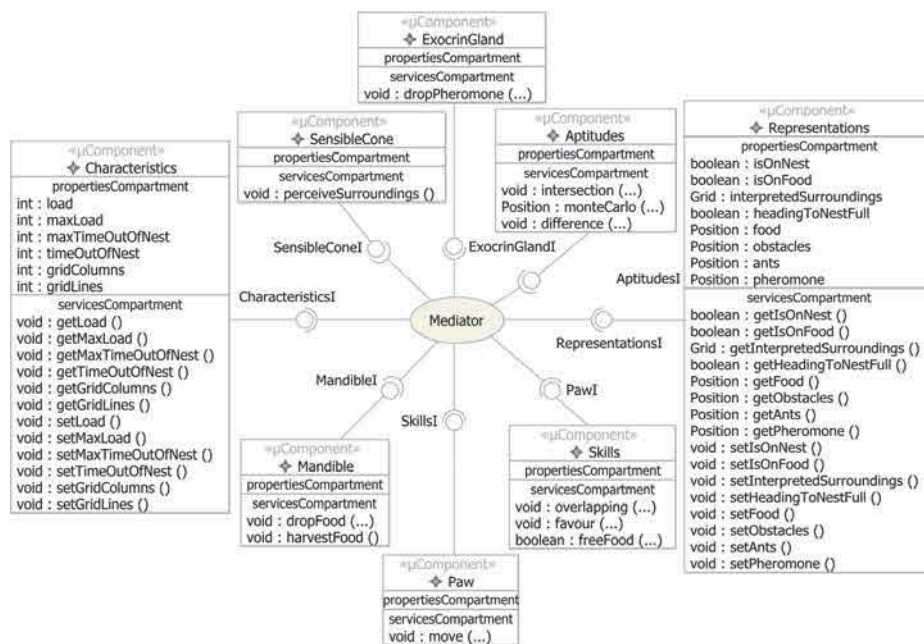 «µComponent»
ExocrinGland
propertiesCompartment
servicesCompartment
void : dropPheromone (...)
«µComponent»
SensibleCone
propertiesCompartment
servicesCompartment
void : perceiveSurroundings ()
«µComponent»
Aptitudes
propertiesCompartment
servicesCompartment
void : intersection (...)
Position : monteCarlo (...)
void : difference (...)
«µComponent»
Characteristics
propertiesCompartment
int : load
int : maxLoad
int : maxTimeOutOfNest
int : timeOutOfNest
int : gridColumns
int : gridLines
servicesCompartment
void : getLoad ()
void : getMaxLoad ()
void : getMaxTimeOutOfNest ()
void : getTimeOutOfNest ()
void : getGridColumns ()
void : getGridLines ()
void : setLoad ()
void : setMaxLoad ()
void : setMaxTimeOutOfNest ()
void : setTimeOutOfNest ()
void : setGridColumns ()
void : setGridLines ()
«µComponent»
Representations
propertiesCompartment
boolean : isOnNest
boolean : isOnFood
Grid : interpretedSurroundings
boolean : headingToNestFull
Position : food
Position : obstacles
Position : ants
Position : pheromone
servicesCompartment
boolean : getIsOnNest ()
boolean : getIsOnFood ()
Grid : getInterpretedSurroundings ()
boolean : getHeadingToNestFull ()
Position : getFood ()
Position : getObstacles ()
Position : getAnts ()
Position : getPheromone ()
void : setIsOnNest ()
void : setIsOnFood ()
void : setInterpretedSurroundings ()
void : setHeadingToNestFull ()
void : setFood ()
void : setObstacles ()
void : setAnts ()
void : setPheromone ()
SensibleConeI
ExocrinGlandI
AptitudesI
CharacteristicsI
Mediator
RepresentationsI
MandibleI
PawI
SkillsI
«µComponent»
Mandible
propertiesCompartment
servicesCompartment
void : dropFood (...)
void : harvestFood ()
«µComponent»
Skills
propertiesCompartment
servicesCompartment
void : overlapping (...)
void : favour (...)
boolean : freeFood (...)
«µComponent»
Paw
propertiesCompartment
servicesCompartment
void : move (...)